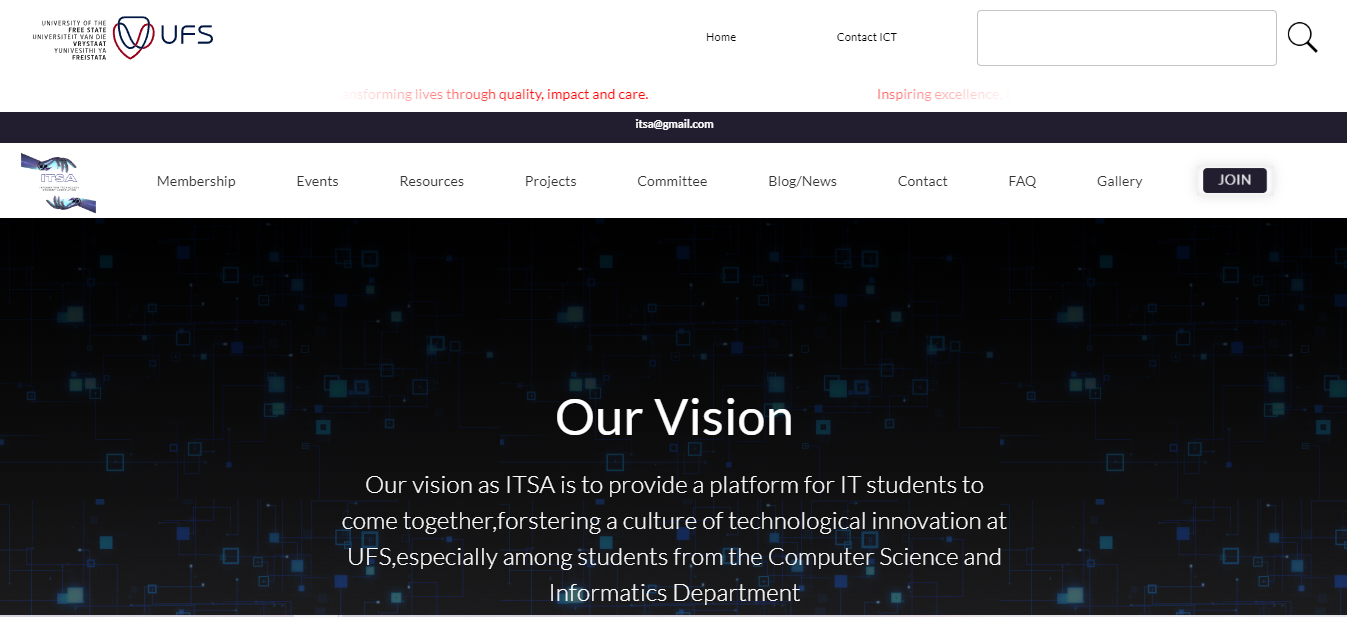 UNIVERSITY OF THE
FREE STATE
UNIVERSITEIT VAN DIE
VRYSTAAT
YUNIVESITHI YA
FREISTATA
UFS
Home
Contact ICT
nsforming lives through quality, impact and care.
Inspiring excellence,
itsa@gmail.com
ITSA
Membership
Events
Resources
Projects
Committee
Blog/News
Contact
FAQ
Gallery
JOIN
Our Vision
Our vision as ITSA is to provide a platform for IT students to
come together,forstering a culture of technological innovation at
UFS,especially among students from the Computer Science and
Informatics Department